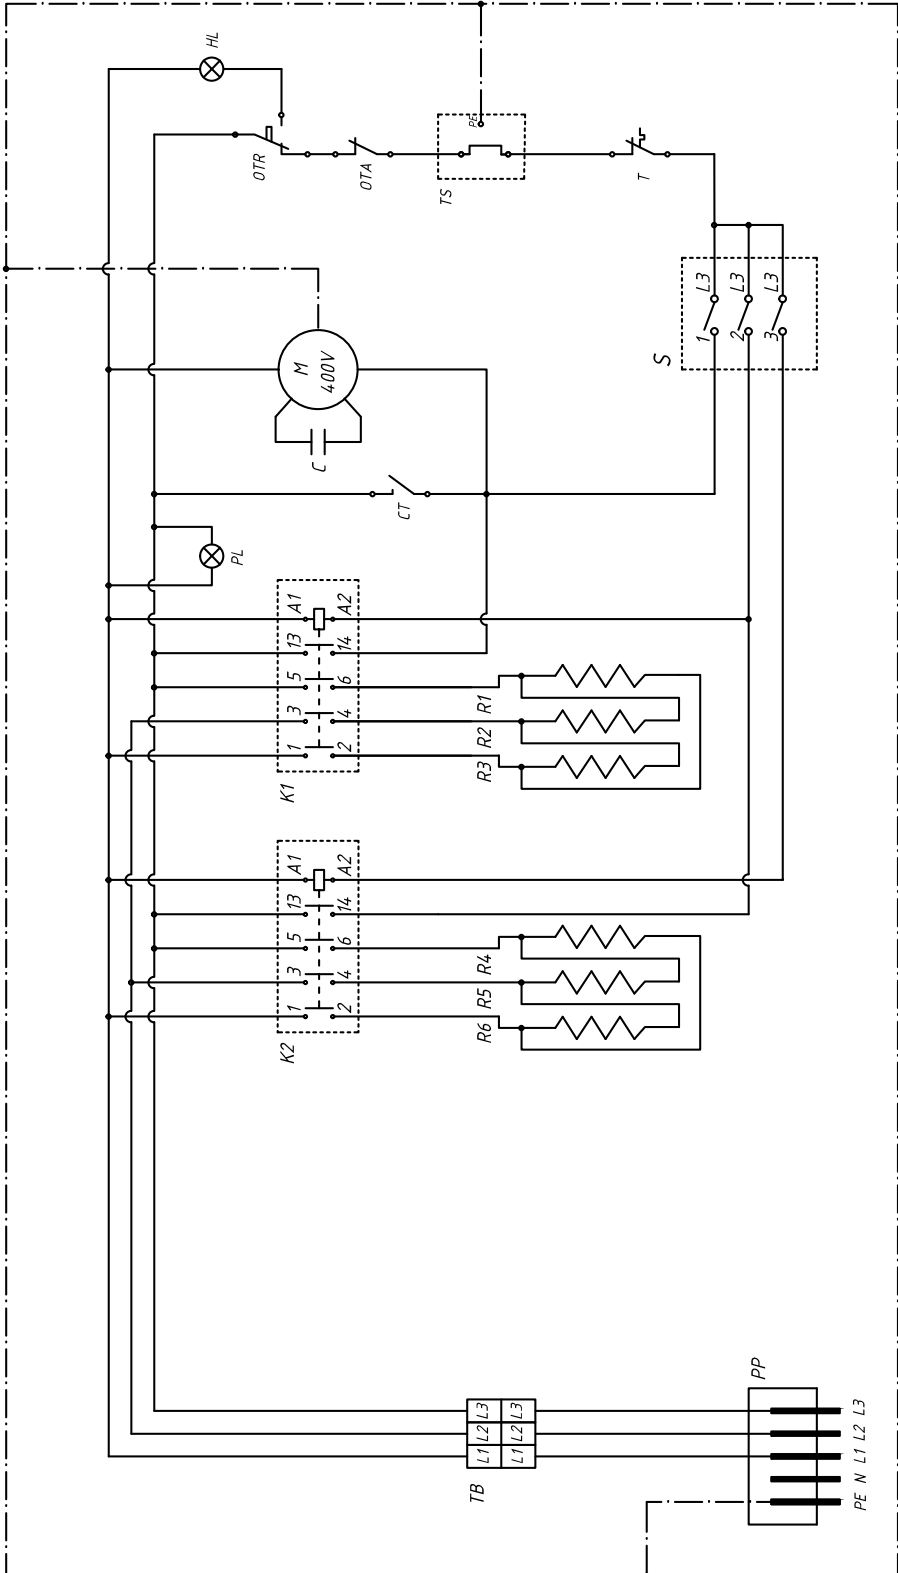 HL
OTR
OTA
PE
TS
T
L3
L3
L3
1
2
3
S
M
400V
C
CT
PL
A1
A2
13
14
5
6
3
4
1
2
K1
R1
R2
R3
A1
A2
13
14
5
6
3
4
1
2
K2
R4
R5
R6
L1 L2 L3
L1 L2 L3
TB
PP
PE N L1 L2 L3